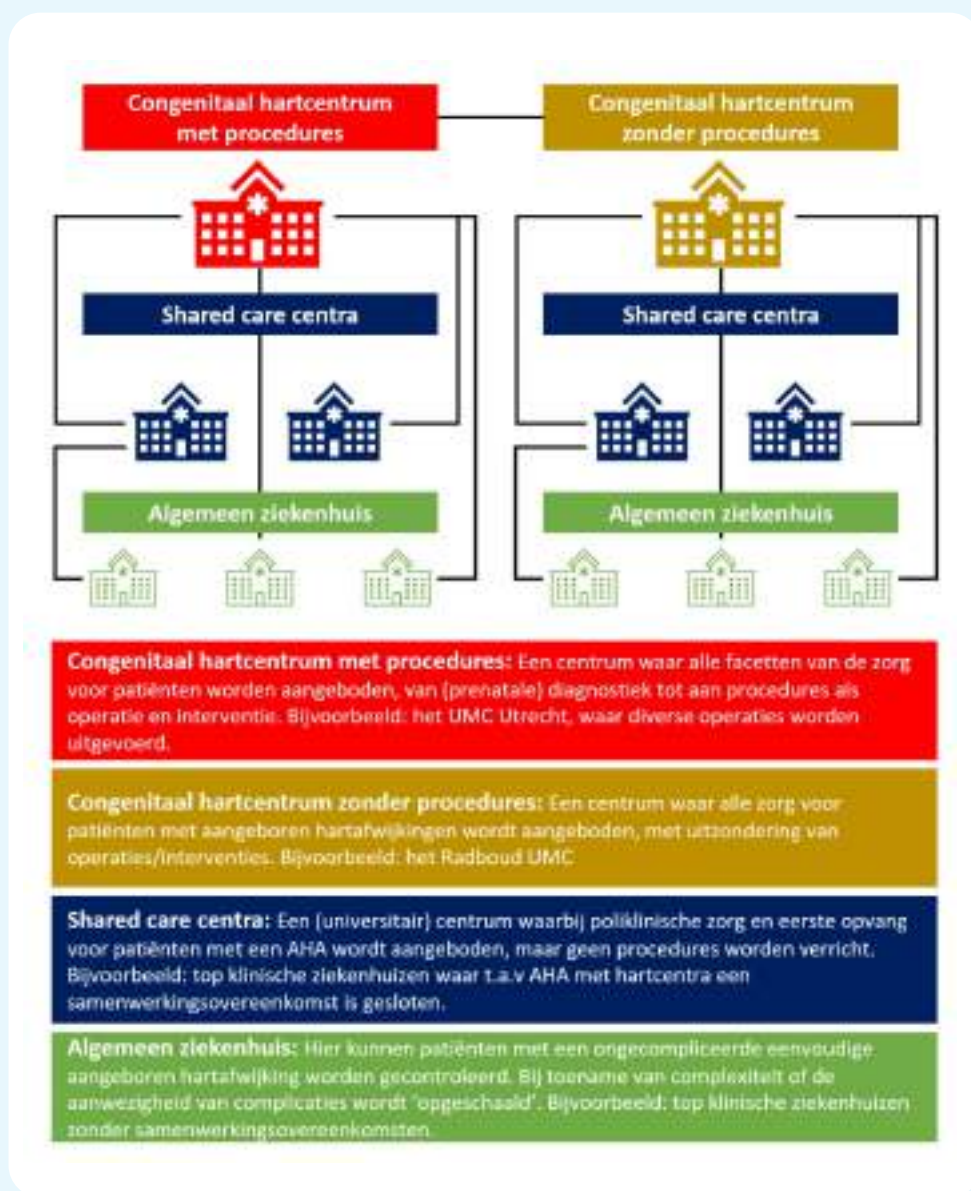 Congenitaal hartcentrum
met procedures
Congenitaal hartcentrum
zonder procedures
Shared care centra
Shared care centra
Algemeen ziekenhuis
Algemeen ziekenhuis
Congenitaal hartcentrum met procedures: Een centrum waar alle facetten van de zorg
voor patiënten worden aangeboden, van (prenatale) diagnostiek tot aan procedures als
operatie en interventie. Bijvoorbeeld: het UMC Utrecht, waar diverse operaties worden
uitgevoerd.
Congenitaal hartcentrum zonder procedures: Een centrum waar alle zorg voor
patiënten met aangeboren hartafwijkingen wordt aangeboden, met uitzondering van
operaties/interventies. Bijvoorbeeld: het Radboud UMC
Shared care centra: Een (universitair) centrum waarbij poliklinische zorg en eerste opvang
voor patiënten met een AHA wordt aangeboden, maar geen procedures worden verricht.
Bijvoorbeeld: top klinische ziekenhuizen waar t.a.v AHA met hartcentra een
samenwerkingsovereenkomst is gesloten.
Algemeen ziekenhuis: Hier kunnen patiënten met een ongecompliceerde eenvoudige
aangeboren hartafwijking worden gecontroleerd. Bij toename van complexiteit of de
aanwezigheid van complicaties wordt 'opgeschaald'. Bijvoorbeeld: top klinische ziekenhuizen
zonder samenwerkingsovereenkomsten.